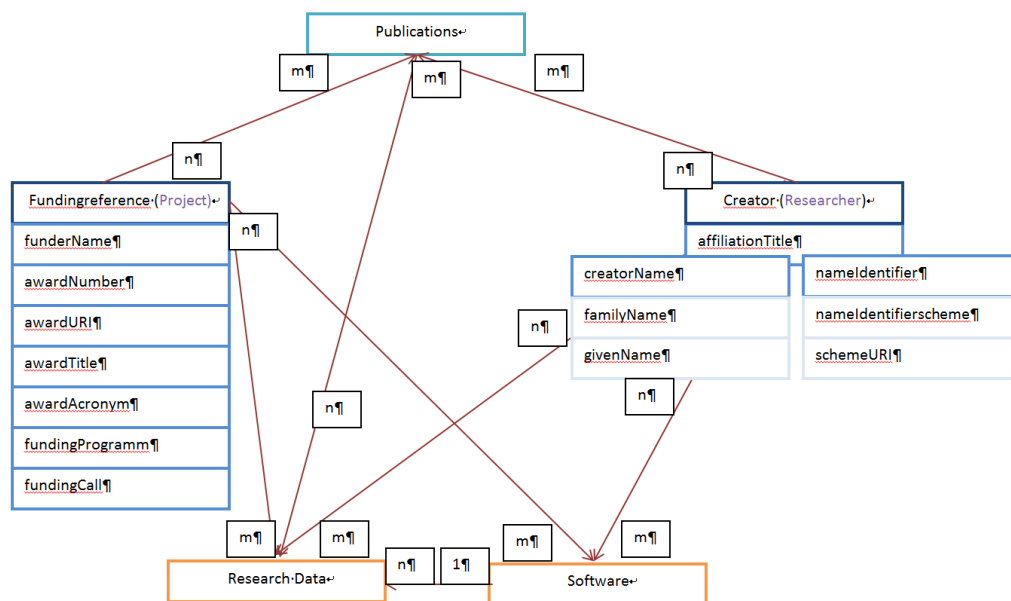 Publications↵
m¶
m¶
m¶
n¶
n¶
Fundingreference·(Project)↵
Creator·(Researcher)↵
n¶
funderName¶
awardNumber¶
awardURI¶
awardTitle¶
awardAcronym¶
fundingProgramm¶
fundingCall¶
affiliationTitle¶
creatorName¶
familyName¶
givenName¶
nameIdentifier¶
nameIdentifierscheme¶
schemeURI¶
n¶
n¶
n¶
m¶
m¶
m¶
m¶
Research·Data↵
n¶
1¶
Software↵